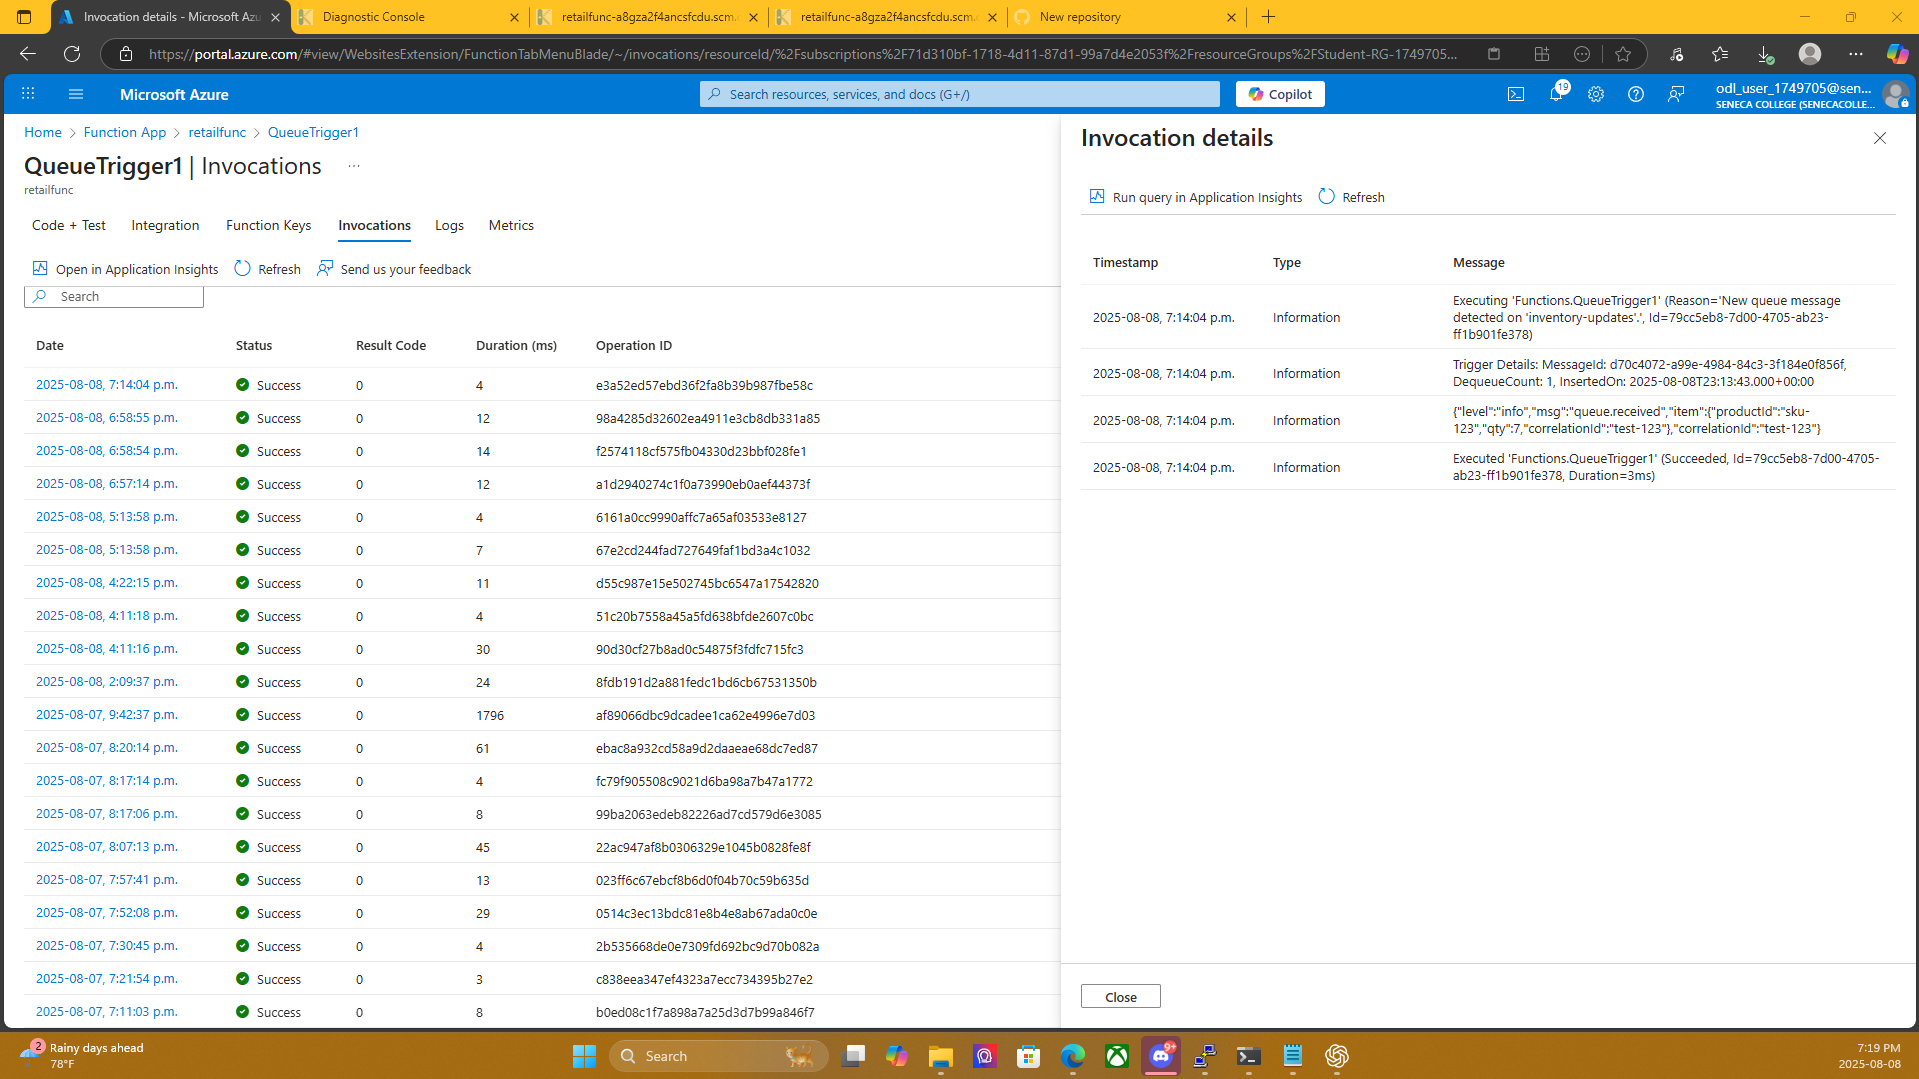 Invocation details - Microsoft Azu
Diagnostic Console
retailfunc-a8gza2f4ancsfcdu.scm.
retailfunc-a8gza2f4ancsfcdu.scm.
New repository
https://portal.azure.com/#view/WebsitesExtension/FunctionTabMenuBlade/~/invocations/resourceId/%2Fsubscriptions%2F71d310bf-1718-4d11-87d1-99a7d4e2053f%2FresourceGroups%2FStudent-RG-1749705...
Microsoft Azure
Search resources, services, and docs (G+/)
Copilot
19
odl_user_1749705@sen...
SENECA COLLEGE (SENECACOLLE...
Home > Function App > retailfunc > QueueTrigger1
QueueTrigger1 | Invocations ...
retailfunc
Code + Test Integration Function Keys Invocations Logs Metrics
Open in Application Insights Refresh Send us your feedback
Search
Date Status Result Code Duration (ms) Operation ID
2025-08-08, 7:14:04 p.m. Success 0 4 e3a52ed57ebd36f2fa8b39b987fbe58c
2025-08-08, 6:58:55 p.m. Success 0 12 98a4285d32602ea4911e3cb8db331a85
2025-08-08, 6:58:54 p.m. Success 0 14 f2574118cf575fb04330d23bbf028fe1
2025-08-08, 6:57:14 p.m. Success 0 12 a1d2940274c1f0a73990eb0aef44373f
2025-08-08, 5:13:58 p.m. Success 0 4 6161a0cc9990affc7a65af03533e8127
2025-08-08, 5:13:58 p.m. Success 0 7 67e2cd244fad727649faf1bd3a4c1032
2025-08-08, 4:22:15 p.m. Success 0 11 d55c987e15e502745bc6547a17542820
2025-08-08, 4:11:18 p.m. Success 0 4 51c20b7558a45a5fd638bfde2607c0bc
2025-08-08, 4:11:16 p.m. Success 0 30 90d30cf27b8ad0c54875f3fdfc715fc3
2025-08-08, 2:09:37 p.m. Success 0 24 8fdb191d2a881fedc1bd6cb67531350b
2025-08-07, 9:42:37 p.m. Success 0 1796 af89066dbc9dcadee1ca62e4996e7d03
2025-08-07, 8:20:14 p.m. Success 0 61 ebac8a932cd58a9d2daaeae68dc7ed87
2025-08-07, 8:17:14 p.m. Success 0 4 fc79f905508c9021d6ba98a7b47a1772
2025-08-07, 8:17:06 p.m. Success 0 8 99ba2063edeb82226ad7cd579d6e3085
2025-08-07, 8:07:13 p.m. Success 0 45 22ac947af8b0306329e1045b0828fe8f
2025-08-07, 7:57:41 p.m. Success 0 13 023ff6c67ebcf8b6d0f04b70c59b635d
2025-08-07, 7:52:08 p.m. Success 0 29 0514c3ec13bdc81e8b4e8ab67ada0c0e
2025-08-07, 7:30:45 p.m. Success 0 4 2b535668de0e7309fd692bc9d70b082a
2025-08-07, 7:21:54 p.m. Success 0 3 c838eea347ef4323a7ecc734395b27e2
2025-08-07, 7:11:03 p.m. Success 0 8 b0ed08c1f7a898a7a25d3d7b99a846f7
Invocation details
Run query in Application Insights Refresh
Timestamp Type Message
2025-08-08, 7:14:04 p.m. Information Executing 'Functions.QueueTrigger1' (Reason='New queue message
detected on 'inventory-updates'.', Id=79cc5eb8-7d00-4705-ab23-
ff1b901fe378)
2025-08-08, 7:14:04 p.m. Information Trigger Details: MessageId: d70c4072-a99e-4984-84c3-3f184e0f856f,
DequeueCount: 1, InsertedOn: 2025-08-08T23:13:43.000+00:00
2025-08-08, 7:14:04 p.m. Information {"level":"info","msg":"queue.received","item":{"productId":"sku-
123","qty":7,"correlationId":"test-123"},"correlationId":"test-123"}
2025-08-08, 7:14:04 p.m. Information Executed 'Functions.QueueTrigger1' (Succeeded, Id=79cc5eb8-7d00-4705-
ab23-ff1b901fe378, Duration=3ms)
Close
2
Rainy days ahead
78°F
Search
9+
7:19 PM
2025-08-08